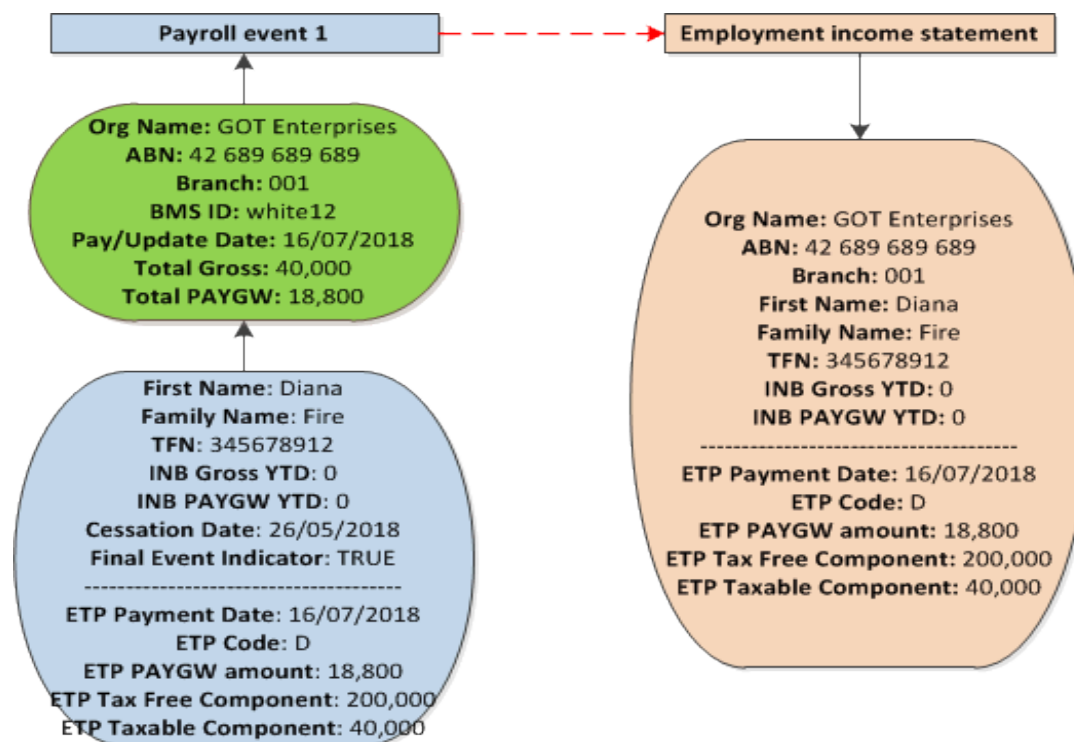 Payroll event 1
Employment income statement
Org Name: GOT Enterprises
ABN: 42 689 689 689
Branch: 001
BMS ID: white12
Pay/Update Date: 16/07/2018
Total Gross: 40,000
Total PAYGW: 18,800
First Name: Diana
Family Name: Fire
TFN: 345678912
INB Gross YTD: 0
INB PAYGW YTD: 0
Cessation Date: 26/05/2018
Final Event Indicator: TRUE
--------------------------------------
ETP Payment Date: 16/07/2018
ETP Code: D
ETP PAYGW amount: 18,800
ETP Tax Free Component: 200,000
ETP Taxable Component: 40,000
Org Name: GOT Enterprises
ABN: 42 689 689 689
Branch: 001
First Name: Diana
Family Name: Fire
TFN: 345678912
INB Gross YTD: 0
INB PAYGW YTD: 0
--------------------------------------
ETP Payment Date: 16/07/2018
ETP Code: D
ETP PAYGW amount: 18,800
ETP Tax Free Component: 200,000
ETP Taxable Component: 40,000